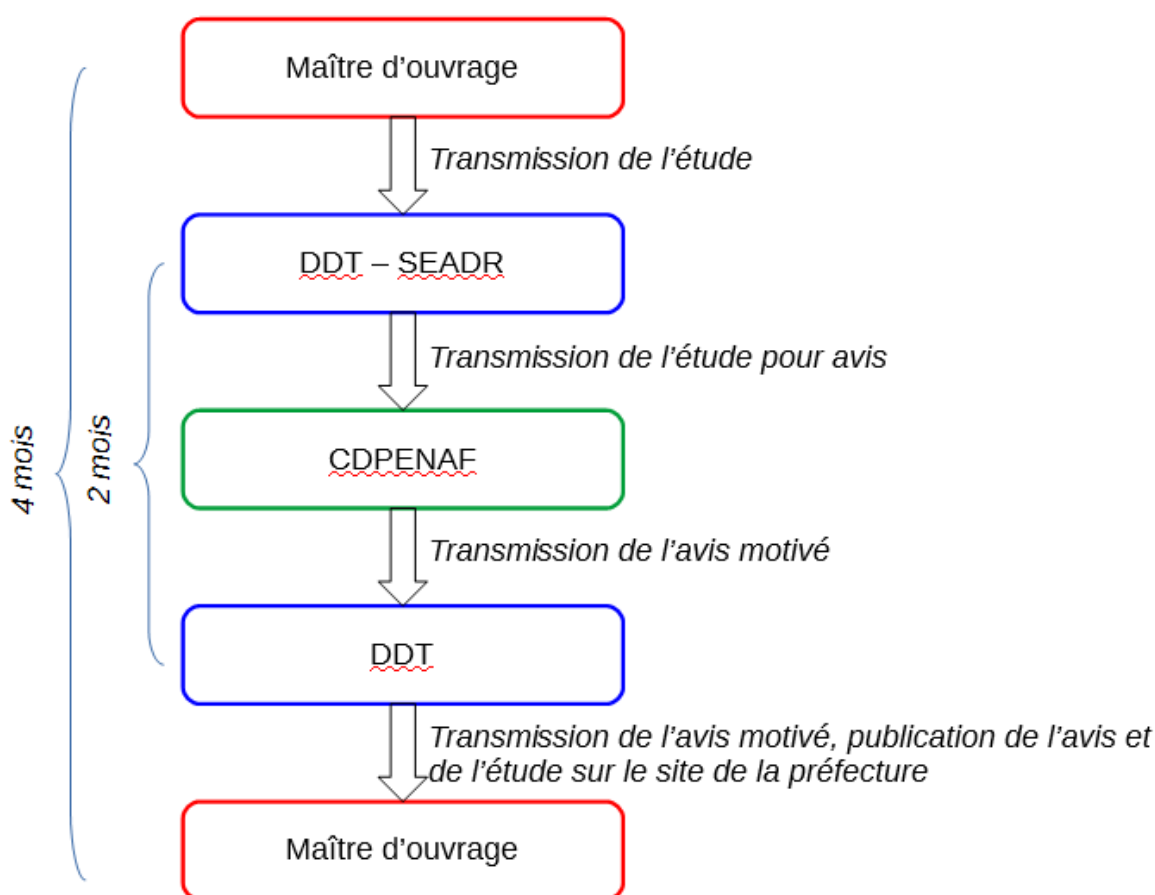 Maître d’ouvrage
Transmission de l’étude
DDT – SEADR
Transmission de l’étude pour avis
CDPENAF
4 mois
2 mois
Transmission de l’avis motivé
DDT
Transmission de l’avis motivé, publication de l’avis et
de l’étude sur le site de la préfecture
Maître d’ouvrage